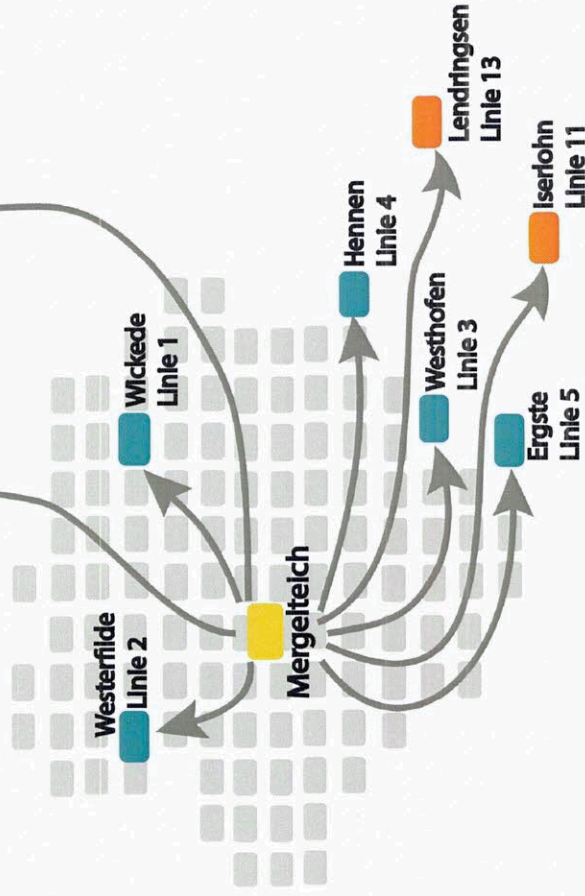 Westerfilde
Linie 2
Wickede
Linie 1
Mergelteich
Hennen
Linie 4
Lendringsen
Linie 13
Westhofen
Linie 3
Iserlohn
Linie 11
Ergste
Linie 5